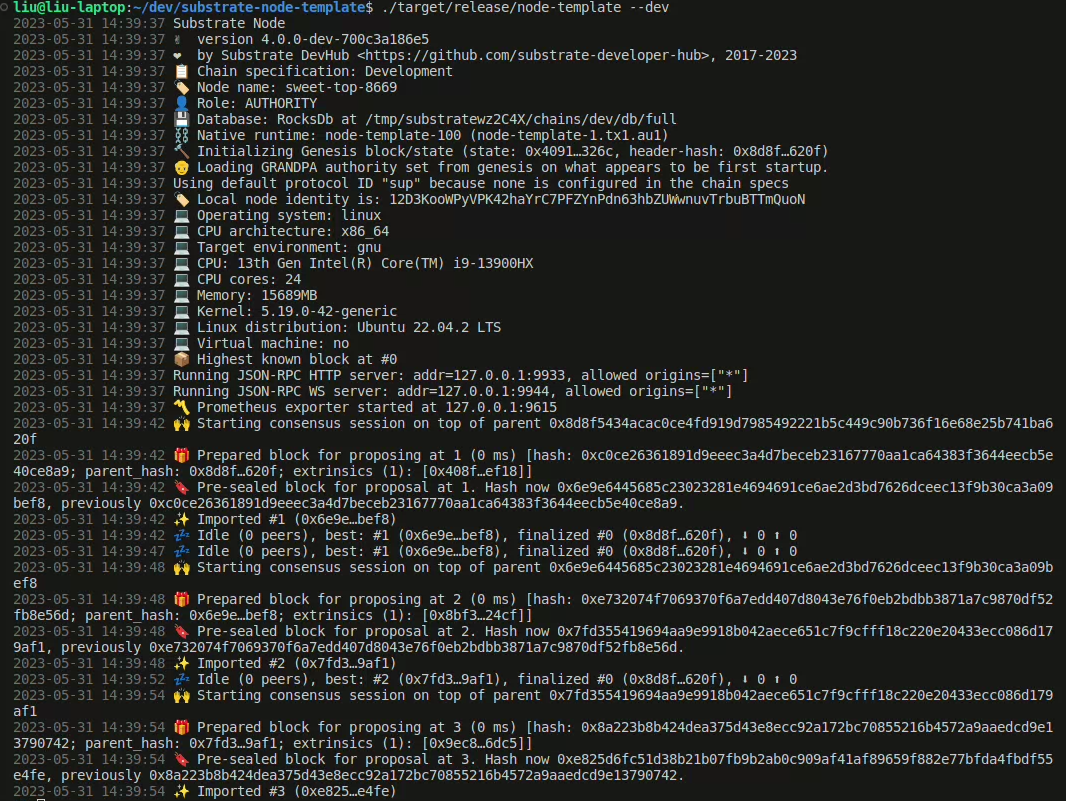 liu@liu-laptop:~/dev/substrate-node-template$ ./target/release/node-template --dev
2023-05-31 14:39:37 Substrate Node
2023-05-31 14:39:37 ✌️ version 4.0.0-dev-700c3a186e5
2023-05-31 14:39:37 ❤️ by Substrate DevHub <https://github.com/substrate-developer-hub>, 2017-2023
2023-05-31 14:39:37 📋 Chain specification: Development
2023-05-31 14:39:37 🏷 Node name: sweet-top-8669
2023-05-31 14:39:37 👤 Role: AUTHORITY
2023-05-31 14:39:37 💾 Database: RocksDb at /tmp/substratewz2C4X/chains/dev/db/full
2023-05-31 14:39:37 ⛓ Native runtime: node-template-100 (node-template-1.tx1.au1)
2023-05-31 14:39:37 🔨 Initializing Genesis block/state (state: 0x4091…326c, header-hash: 0x8d8f…620f)
2023-05-31 14:39:37 👴 Loading GRANDPA authority set from genesis on what appears to be first startup.
2023-05-31 14:39:37 Using default protocol ID "sup" because none is configured in the chain specs
2023-05-31 14:39:37 🏷 Local node identity is: 12D3KooWPyVPK42haYrC7PFZYnPdn63hbZUWwnuvTrbuBTTmQuoN
2023-05-31 14:39:37 💻 Operating system: linux
2023-05-31 14:39:37 💻 CPU architecture: x86_64
2023-05-31 14:39:37 💻 Target environment: gnu
2023-05-31 14:39:37 💻 CPU: 13th Gen Intel(R) Core(TM) i9-13900HX
2023-05-31 14:39:37 💻 CPU cores: 24
2023-05-31 14:39:37 💻 Memory: 15689MB
2023-05-31 14:39:37 💻 Kernel: 5.19.0-42-generic
2023-05-31 14:39:37 💻 Linux distribution: Ubuntu 22.04.2 LTS
2023-05-31 14:39:37 💻 Virtual machine: no
2023-05-31 14:39:37 📦 Highest known block at #0
2023-05-31 14:39:37 Running JSON-RPC HTTP server: addr=127.0.0.1:9933, allowed origins=["*"]
2023-05-31 14:39:37 Running JSON-RPC WS server: addr=127.0.0.1:9944, allowed origins=["*"]
2023-05-31 14:39:37 〽️ Prometheus exporter started at 127.0.0.1:9615
2023-05-31 14:39:42 🙌 Starting consensus session on top of parent 0x8d8f5434acac0ce4fd919d7985492221b5c449c90b736f16e68e25b741ba6
20f
2023-05-31 14:39:42 🎁 Prepared block for proposing at 1 (0 ms) [hash: 0xc0ce26361891d9eeec3a4d7beceb23167770aa1ca64383f3644eecb5e
40ce8a9; parent_hash: 0x8d8f…620f; extrinsics (1): [0x408f…ef18]]
2023-05-31 14:39:42 🔖 Pre-sealed block for proposal at 1. Hash now 0x6e9e6445685c23023281e4694691ce6ae2d3bd7626dceec13f9b30ca3a09
bef8, previously 0xc0ce26361891d9eeec3a4d7beceb23167770aa1ca64383f3644eecb5e40ce8a9.
2023-05-31 14:39:42 ✨ Imported #1 (0x6e9e…bef8)
2023-05-31 14:39:42 💤 Idle (0 peers), best: #1 (0x6e9e…bef8), finalized #0 (0x8d8f…620f), ⬇ 0 ⬆ 0
2023-05-31 14:39:47 💤 Idle (0 peers), best: #1 (0x6e9e…bef8), finalized #0 (0x8d8f…620f), ⬇ 0 ⬆ 0
2023-05-31 14:39:48 🙌 Starting consensus session on top of parent 0x6e9e6445685c23023281e4694691ce6ae2d3bd7626dceec13f9b30ca3a09b
ef8
2023-05-31 14:39:48 🎁 Prepared block for proposing at 2 (0 ms) [hash: 0xe732074f7069370f6a7edd407d8043e76f0eb2bdbb3871a7c9870df52
fb8e56d; parent_hash: 0x6e9e…bef8; extrinsics (1): [0x8bf3…24cf]]
2023-05-31 14:39:48 🔖 Pre-sealed block for proposal at 2. Hash now 0x7fd355419694aa9e9918b042aece651c7f9cfff18c220e20433ecc086d17
9af1, previously 0xe732074f7069370f6a7edd407d8043e76f0eb2bdbb3871a7c9870df52fb8e56d.
2023-05-31 14:39:48 ✨ Imported #2 (0x7fd3…9af1)
2023-05-31 14:39:52 💤 Idle (0 peers), best: #2 (0x7fd3…9af1), finalized #0 (0x8d8f…620f), ⬇ 0 ⬆ 0
2023-05-31 14:39:54 🙌 Starting consensus session on top of parent 0x7fd355419694aa9e9918b042aece651c7f9cfff18c220e20433ecc086d179
af1
2023-05-31 14:39:54 🎁 Prepared block for proposing at 3 (0 ms) [hash: 0x8a223b8b424dea375d43e8ecc92a172bc70855216b4572a9aaedcd9e1
3790742; parent_hash: 0x7fd3…9af1; extrinsics (1): [0x9ec8…6dc5]]
2023-05-31 14:39:54 🔖 Pre-sealed block for proposal at 3. Hash now 0xe825d6fc51d38b21b07fb9b2ab0c909af41af89659f882e77bfda4fbdf55
e4fe, previously 0x8a223b8b424dea375d43e8ecc92a172bc70855216b4572a9aaedcd9e13790742.
2023-05-31 14:39:54 ✨ Imported #3 (0xe825…e4fe)